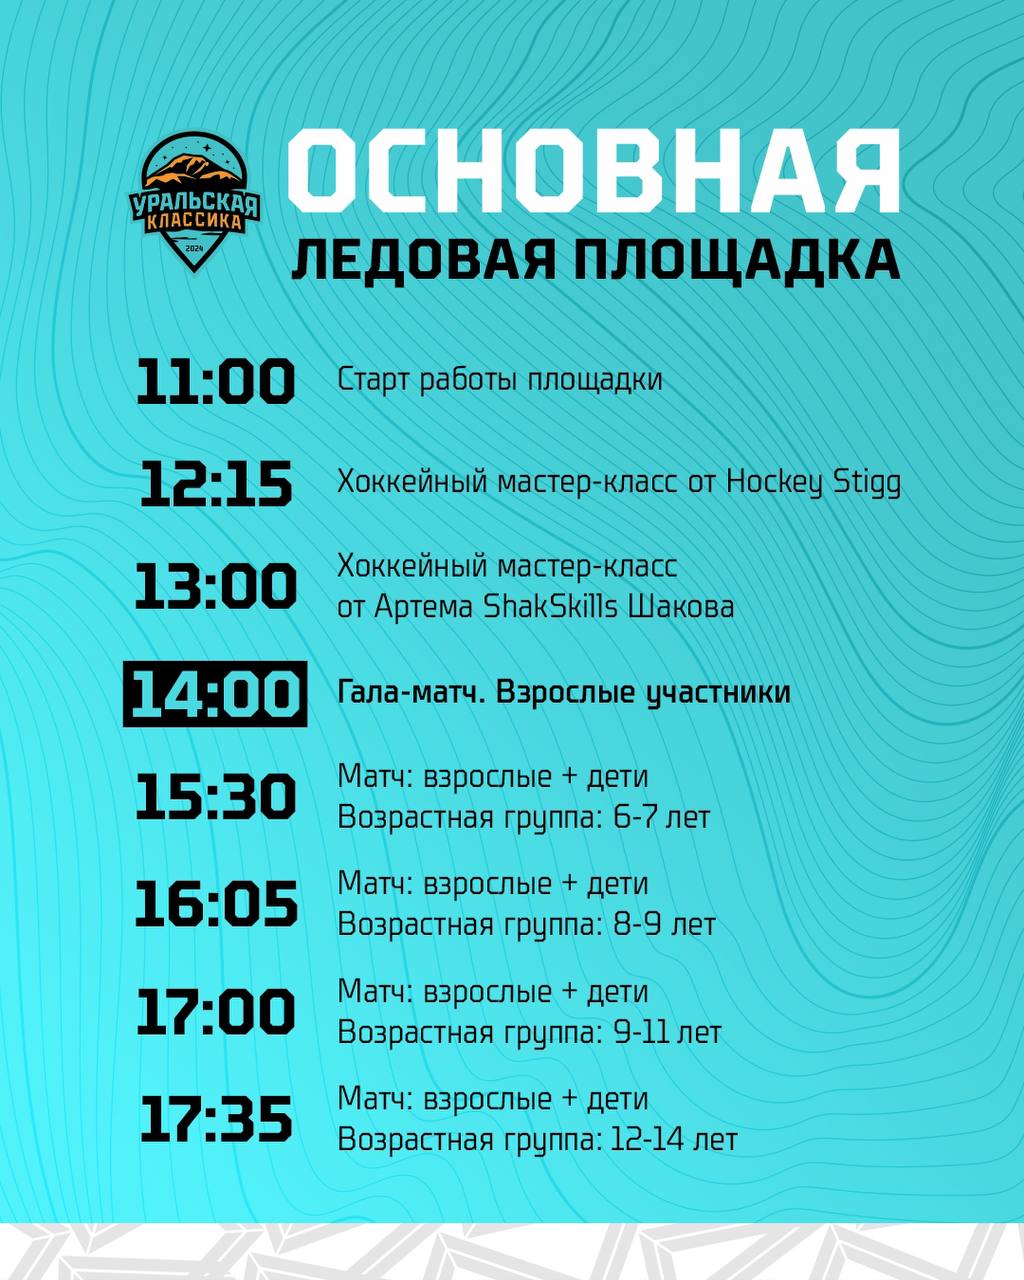 УРАЛЬСКАЯ
КЛАССИКА
2024
ОСНОВНАЯ
ЛЕДОВАЯ ПЛОЩАДКА
11:00 Старт работы площадки
12:15 Хоккейный мастер-класс от Hockey Stigg
13:00 Хоккейный мастер-класс
от Артема ShakSkills Шакова
14:00 Гала-матч. Взрослые участники
15:30 Матч: взрослые + дети
Возрастная группа: 6-7 лет
16:05 Матч: взрослые + дети
Возрастная группа: 8-9 лет
17:00 Матч: взрослые + дети
Возрастная группа: 9-11 лет
17:35 Матч: взрослые + дети
Возрастная группа: 12-14 лет